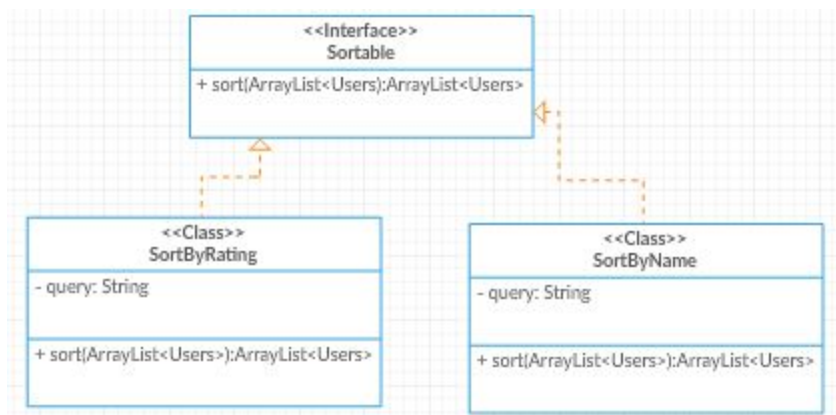 <<Interface>>
Sortable
+ sort(ArrayList<Users):ArrayList<Users>
<<Class>>
SortByRating
- query: String
+ sort(ArrayList<Users>):ArrayList<Users>
<<Class>>
SortByName
- query: String
+ sort(ArrayList<Users>):ArrayList<Users>